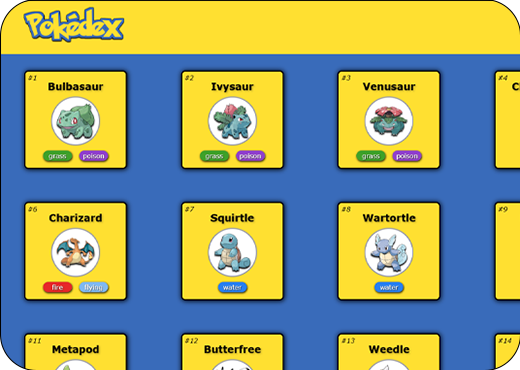 Pokédex
#1
#2
#3
#4
Bulbasaur
Ivysaur
Venusaur
C
grass poison
grass poison
grass poison
#6
#7
#8
#9
Charizard
Squirtle
Wartortle
fire flying
water
water
#11
#12
#13
#14
Metapod
Butterfree
Weedle